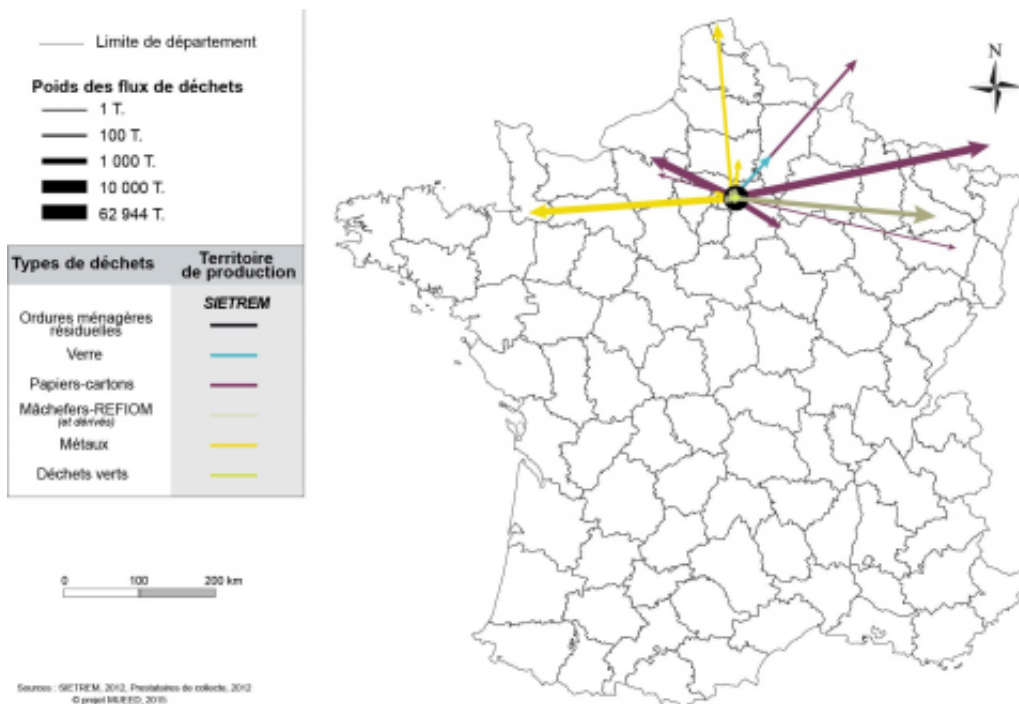 Limite de département
Poids des flux de déchets
1 T.
100 T.
1 000 T.
10 000 T.
62 944 T.
Types de déchets
Territoire
de production
SIETREM
Ordures ménagères
résiduelles
Verre
Papiers-cartons
Mâchefers-REFIOM
(et dérivés)
Métaux
Déchets verts
0 100 200 km
Sources : SIETREM, 2012, Prestataires de collecte, 2012
© projet MUEED, 2015
N